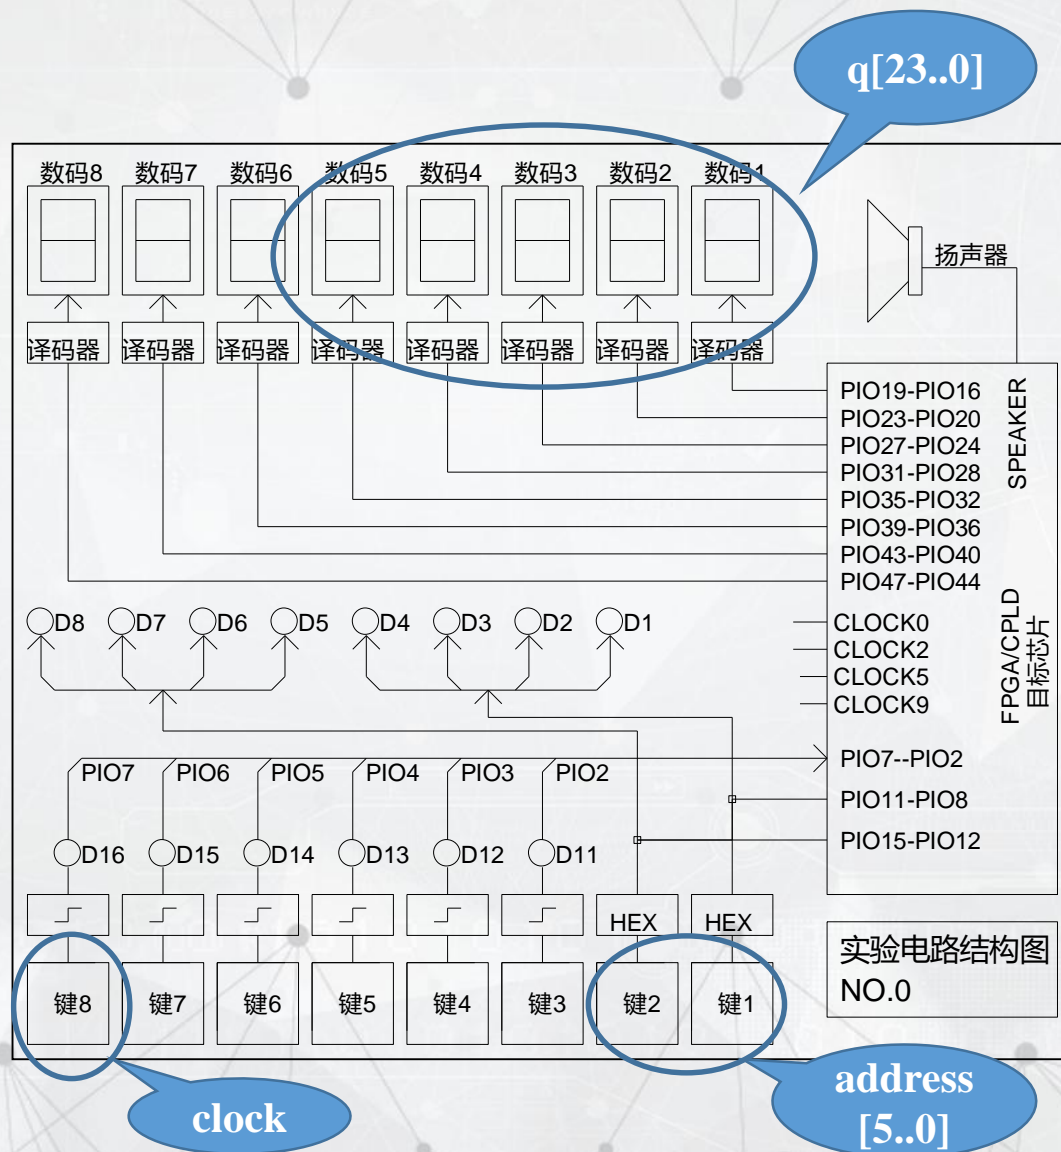 q[23..0]
数码8 数码7 数码6 数码5 数码4 数码3 数码2 数码1
扬声器
译码器 译码器 译码器 译码器 译码器 译码器 译码器 译码器
PIO19-PIO16
PIO23-PIO20
PIO27-PIO24
PIO31-PIO28
PIO35-PIO32
PIO39-PIO36
PIO43-PIO40
PIO47-PIO44
SPEAKER
D8 D7 D6 D5 D4 D3 D2 D1
CLOCK0
CLOCK2
CLOCK5
CLOCK9
FPGA/CPLD
目标芯片
PIO7 PIO6 PIO5 PIO4 PIO3 PIO2
PIO7--PIO2
PIO11-PIO8
PIO15-PIO12
D16 D15 D14 D13 D12 D11
HEX HEX
键8 键7 键6 键5 键4 键3 键2 键1
实验电路结构图
NO.0
clock
address
[5..0]